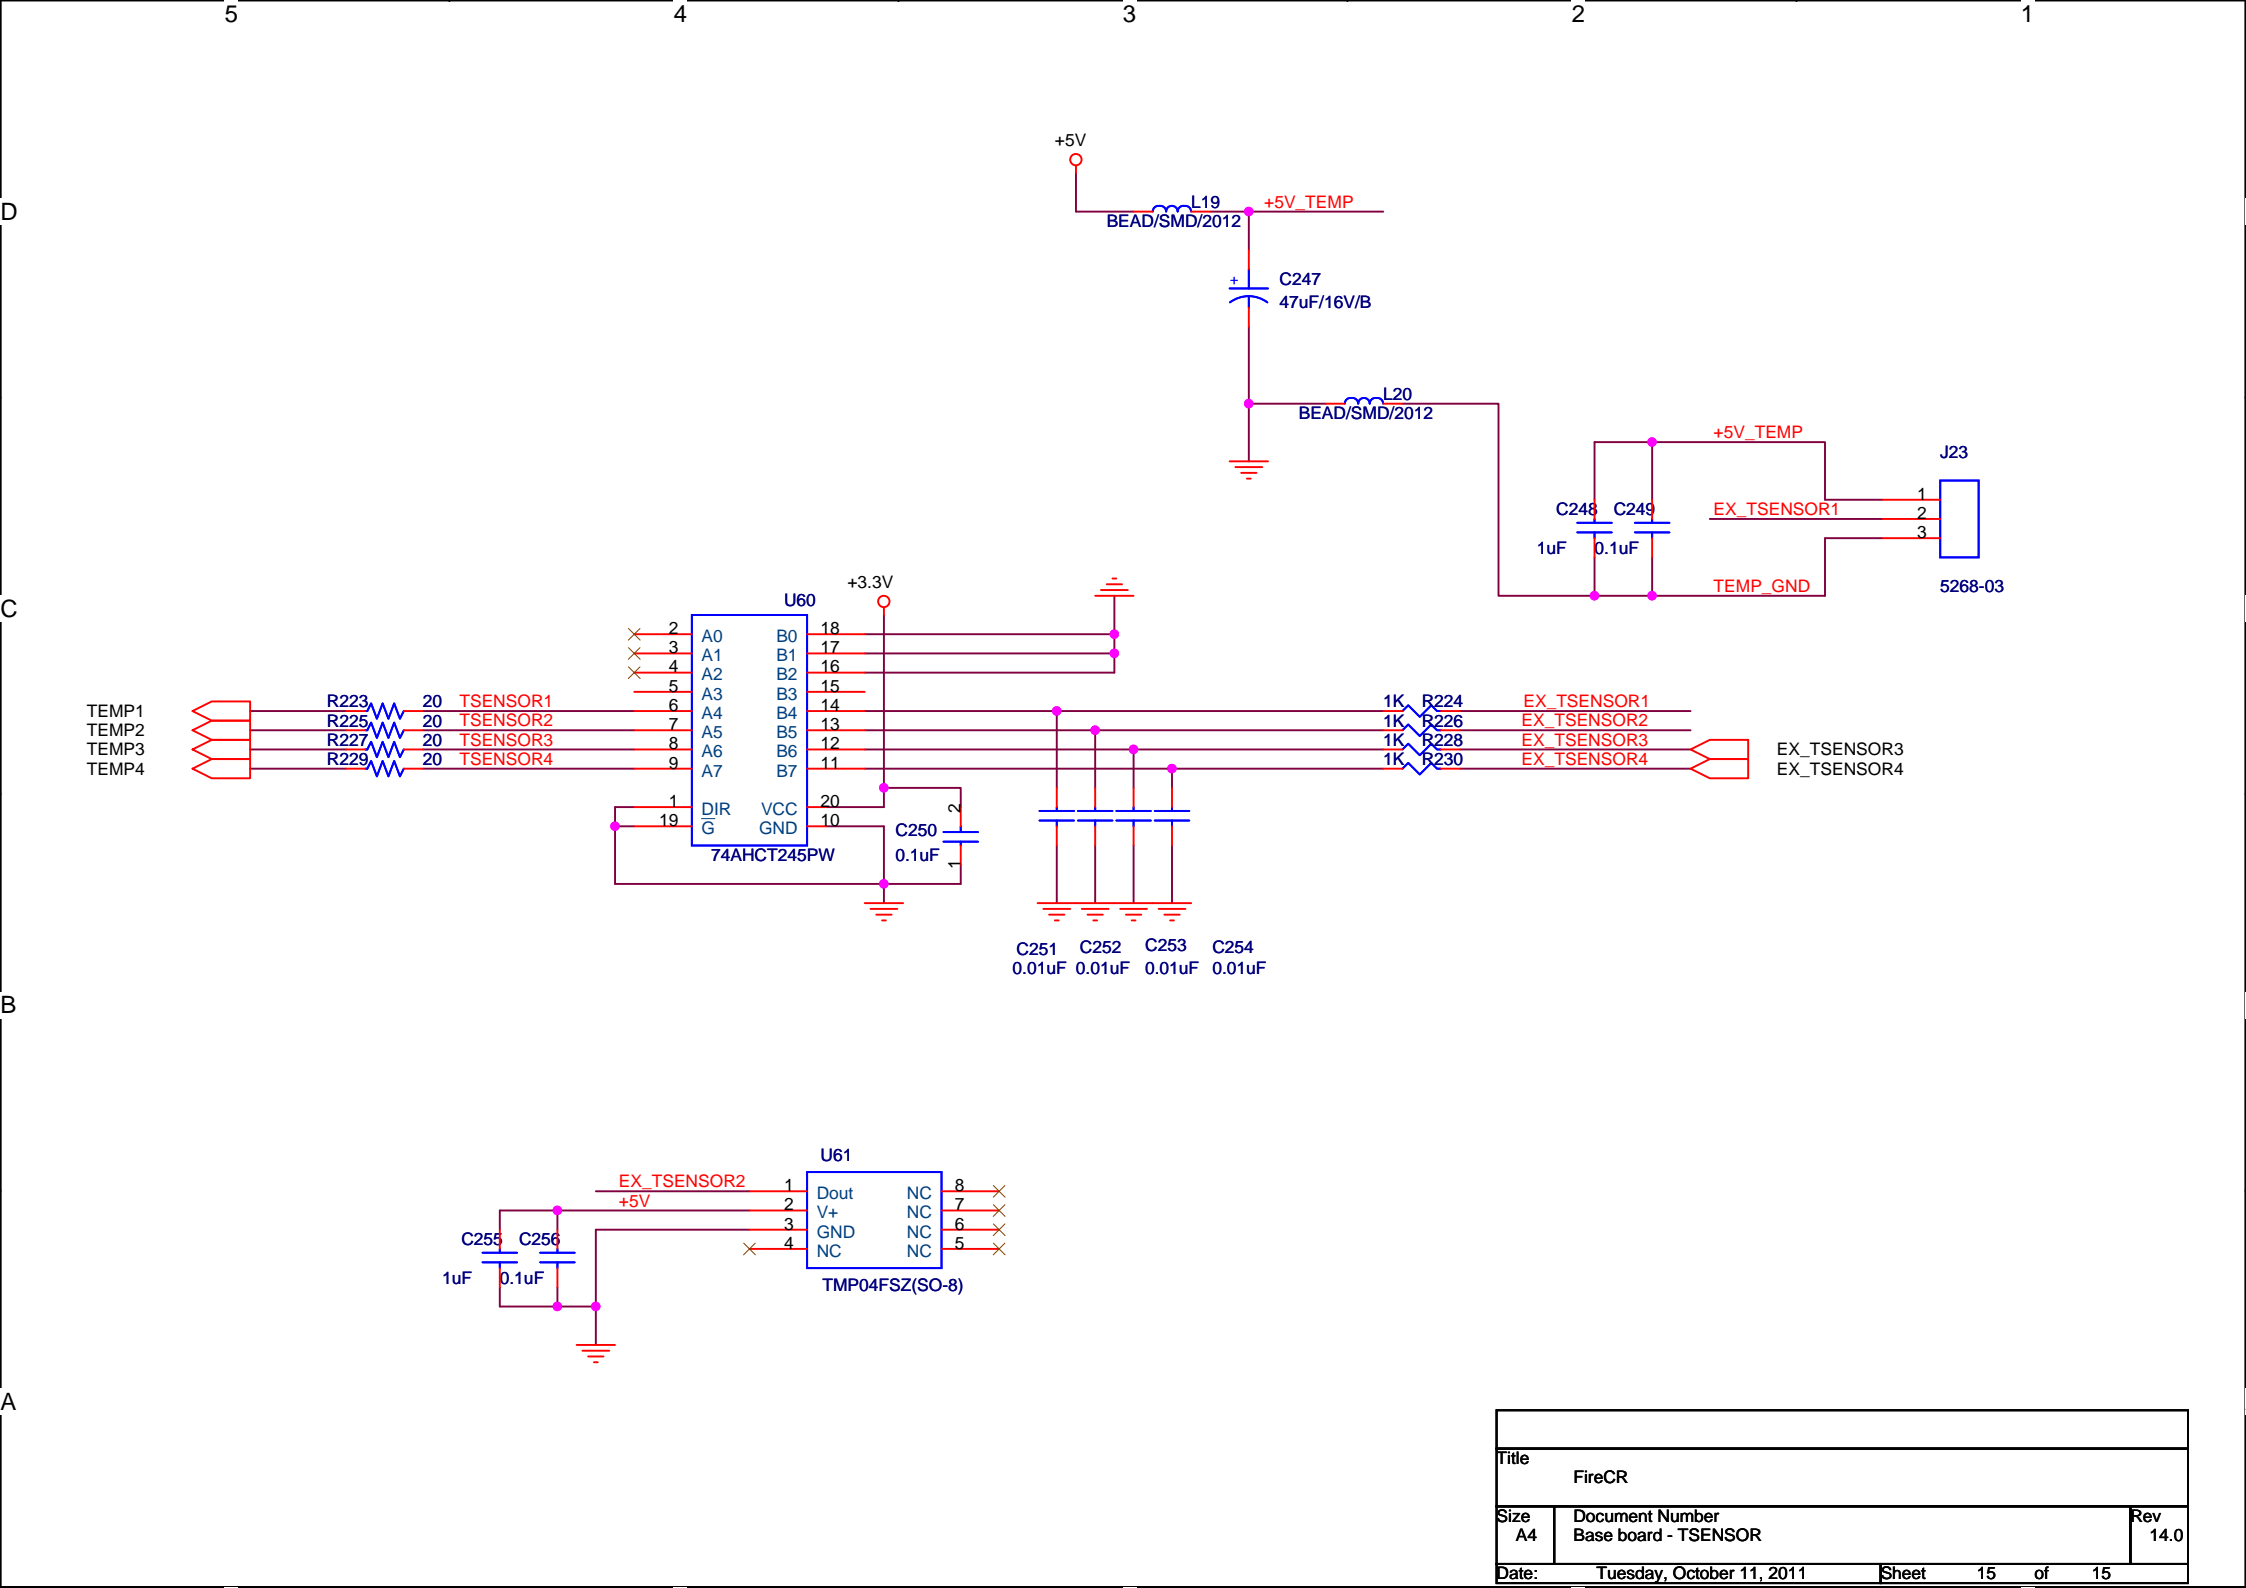 5 4 3 2 1
D
C
B
A
+5V
L19
BEAD/SMD/2012
+5V_TEMP
+
C247
47uF/16V/B
L20
BEAD/SMD/2012
+5V_TEMP
J23
C248 C249
1uF 0.1uF
EX_TSENSOR1
1
2
3
TEMP_GND
5268-03
+3.3V
U60
2 A0 B0 18
3 A1 B1 17
4 A2 B2 16
5 A3 B3 15
TEMP1 R223 20 TSENSOR1 6 A4 B4 14 1K R224 EX_TSENSOR1
TEMP2 R225 20 TSENSOR2 7 A5 B5 13 1K R226 EX_TSENSOR2
TEMP3 R227 20 TSENSOR3 8 A6 B6 12 1K R228 EX_TSENSOR3 EX_TSENSOR3
TEMP4 R229 20 TSENSOR4 9 A7 B7 11 1K R230 EX_TSENSOR4 EX_TSENSOR4
1 DIR VCC 20
19 G GND 10
74AHCT245PW
2
C250
0.1uF
1
C251 C252 C253 C254
0.01uF 0.01uF 0.01uF 0.01uF
U61
EX_TSENSOR2 1 Dout NC 8
+5V 2 V+ NC 7
3 GND NC 6
4 NC NC 5
C255 C256
1uF 0.1uF
TMP04FSZ(SO-8)
Title
FireCR
Size Document Number Rev
A4 Base board - TSENSOR 14.0
Date: Tuesday, October 11, 2011 Sheet 15 of 15